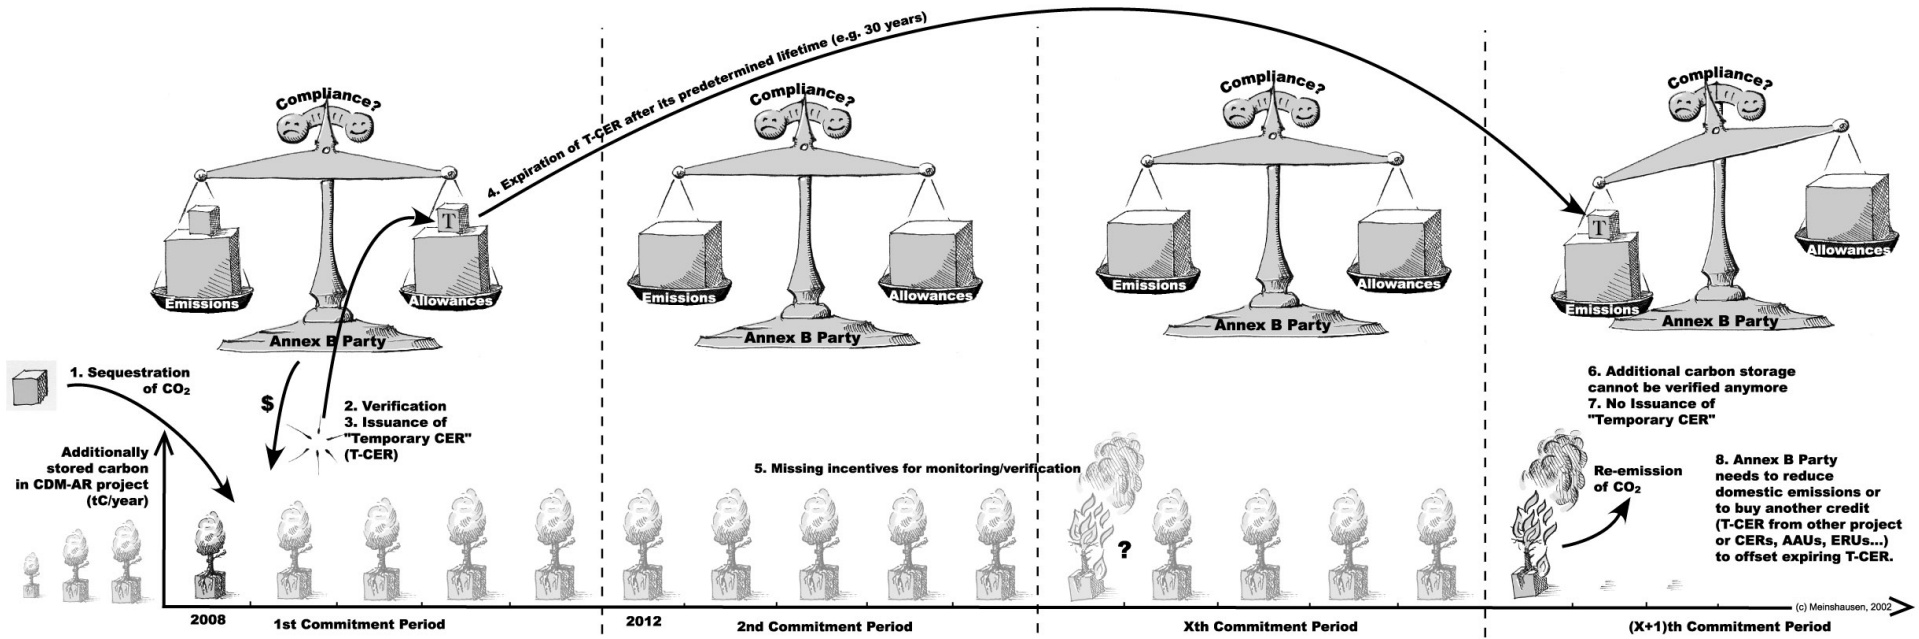 4. Expiration of T-CER after its predetermined lifetime (e.g. 30 years)
Compliance?
Compliance?
Compliance?
Compliance?
T
Emissions
Allowances
Annex B Party
Emissions
Allowances
Annex B Party
Emissions
Allowances
Annex B Party
T
Emissions
Allowances
Annex B Party
1. Sequestration
of CO₂
$
2. Verification
3. Issuance of
"Temporary CER"
(T-CER)
Additionally
stored carbon
in CDM-AR project
(tC/year)
5. Missing incentives for monitoring/verification
?
6. Additional carbon storage
cannot be verified anymore
7. No Issuance of
"Temporary CER"
Re-emission
of CO₂
8. Annex B Party
needs to reduce
domestic emissions or
to buy another credit
(T-CER from other project
or CERs, AAUs, ERUs...)
to offset expiring T-CER.
(c) Meinshausen, 2002
2008
1st Commitment Period
2012
2nd Commitment Period
Xth Commitment Period
(X+1)th Commitment Period